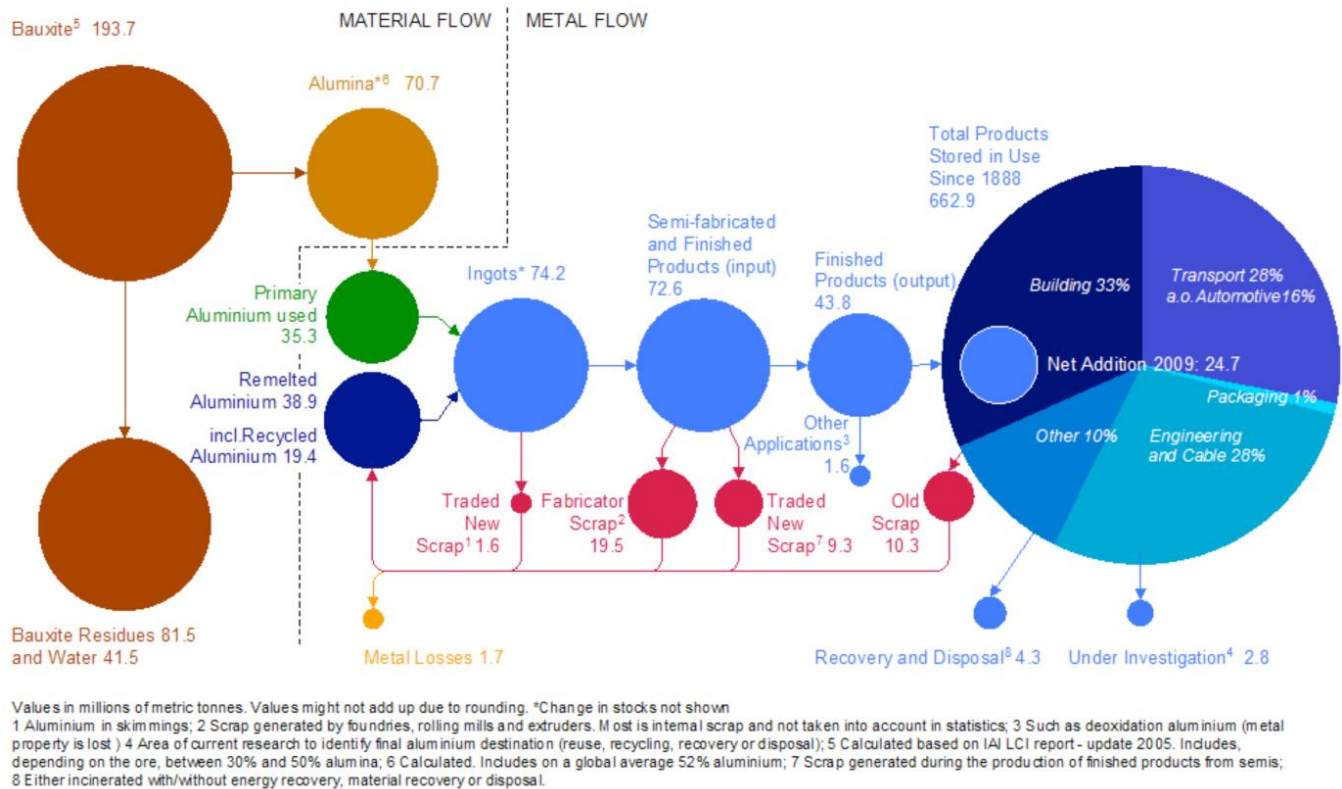 MATERIAL FLOW
METAL FLOW
Bauxite⁵ 193.7
Alumina*⁶ 70.7
Total Products
Stored in Use
Since 1888
662.9
Semi-fabricated
and Finished
Products (input)
72.6
Finished
Products (output)
43.8
Ingots* 74.2
Primary
Aluminium used
35.3
Building 33%
Transport 28%
a.o.Automotive16%
Net Addition 2009: 24.7
Packaging 1%
Remelted
Aluminium 38.9
incl.Recycled
Aluminium 19.4
Other
Applications³
1.6
Other 10%
Engineering
and Cable 28%
Traded
New
Scrap¹ 1.6
Fabricator
Scrap²
19.5
Traded
New
Scrap⁷ 9.3
Old
Scrap
10.3
Bauxite Residues 81.5
and Water 41.5
Metal Losses 1.7
Recovery and Disposal⁸ 4.3
Under Investigation⁴ 2.8
Values in millions of metric tonnes. Values might not add up due to rounding. *Change in stocks not shown
1 Aluminium in skimmings; 2 Scrap generated by foundries, rolling mills and extruders. Most is internal scrap and not taken into account in statistics; 3 Such as deoxidation aluminium (metal
property is lost ) 4 Area of current research to identify final aluminium destination (reuse, recycling, recovery or disposal); 5 Calculated based on IAI LCI report - update 2005. Includes,
depending on the ore, between 30% and 50% alumina; 6 Calculated. Includes on a global average 52% aluminium; 7 Scrap generated during the production of finished products from semis;
8 Either incinerated with/without energy recovery, material recovery or disposal.